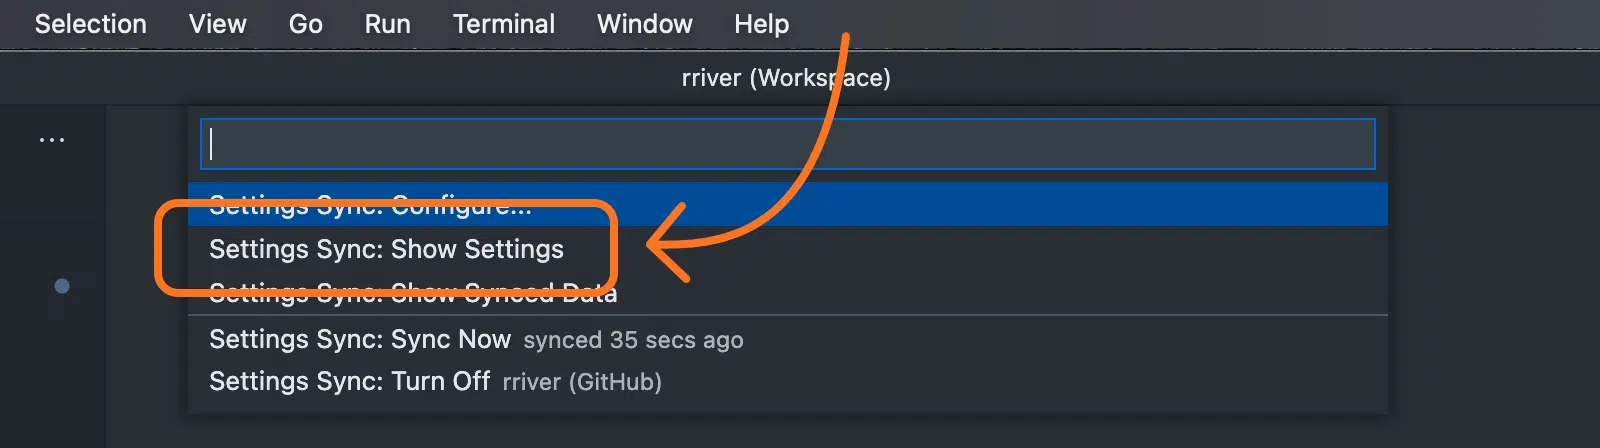 Selection View Go Run Terminal Window Help
rriver (Workspace)
...
Settings Sync: Configure...
Settings Sync: Show Settings
Settings Sync: Show Synced Data
Settings Sync: Sync Now synced 35 secs ago
Settings Sync: Turn Off rriver (GitHub)